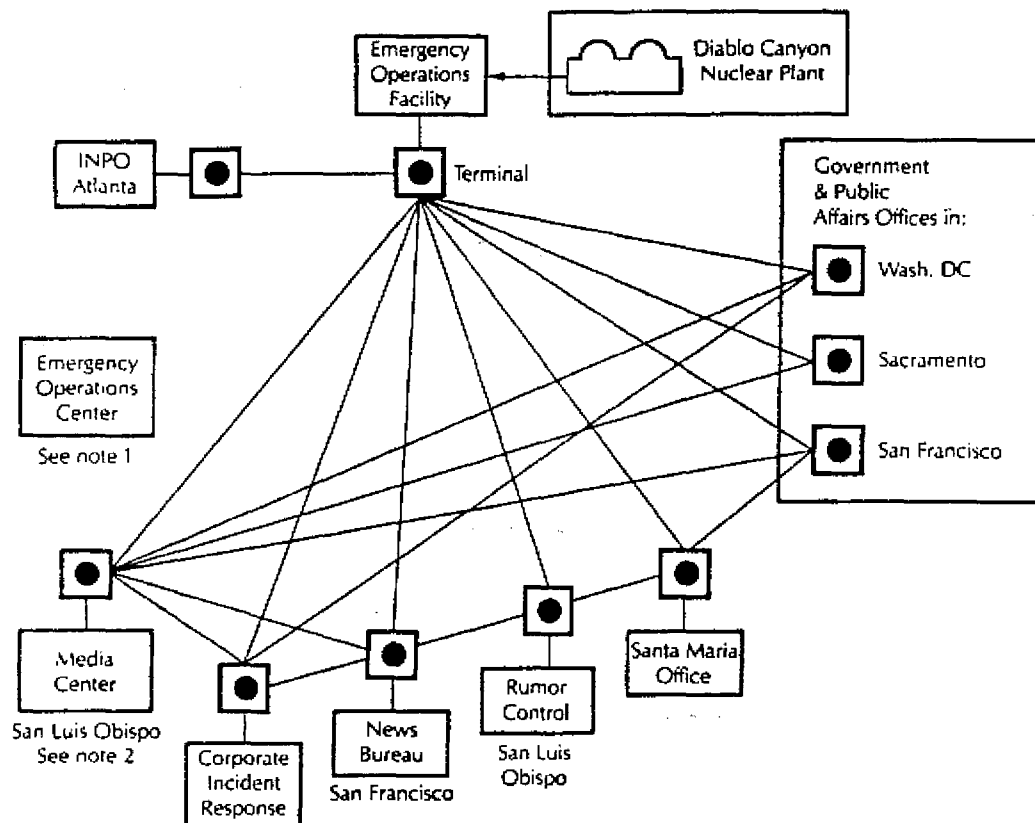 Emergency
Operations
Facility
Diablo Canyon
Nuclear Plant
INPO
Atlanta
Terminal
Government
& Public
Affairs Offices in:
Wash. DC
Sacramento
San Francisco
Emergency
Operations
Center
See note 1
Media
Center
San Luis Obispo
See note 2
Corporate
Incident
Response
News
Bureau
San Francisco
Rumor
Control
San Luis
Obispo
Santa Maria
Office